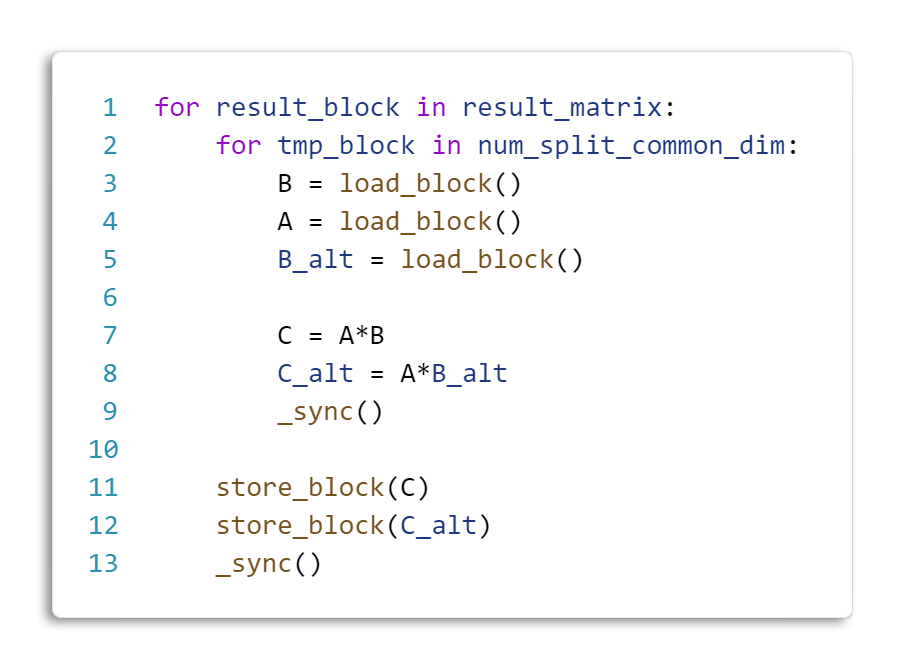 1 for result_block in result_matrix:
2     for tmp_block in num_split_common_dim:
3         B = load_block()
4         A = load_block()
5         B_alt = load_block()
6
7         C = A*B
8         C_alt = A*B_alt
9         _sync()
10
11     store_block(C)
12     store_block(C_alt)
13     _sync()